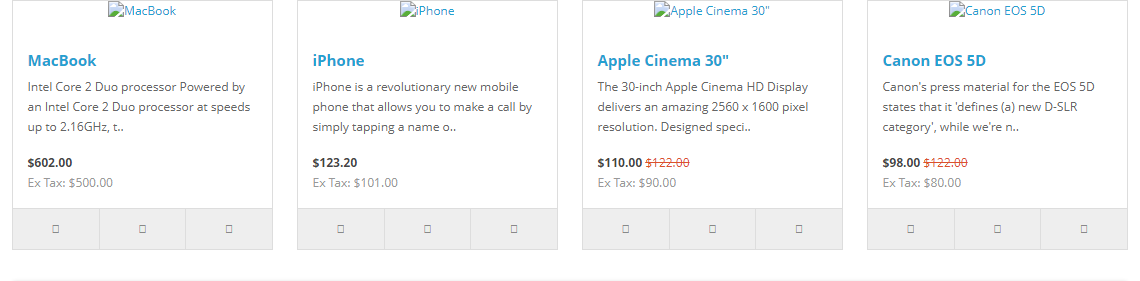 MacBook
MacBook
Intel Core 2 Duo processor Powered by
an Intel Core 2 Duo processor at speeds
up to 2.16GHz, t..
$602.00
Ex Tax: $500.00
iPhone
iPhone
iPhone is a revolutionary new mobile
phone that allows you to make a call by
simply tapping a name o..
$123.20
Ex Tax: $101.00
Apple Cinema 30"
Apple Cinema 30"
The 30-inch Apple Cinema HD Display
delivers an amazing 2560 x 1600 pixel
resolution. Designed speci..
$110.00 $122.00
Ex Tax: $90.00
Canon EOS 5D
Canon EOS 5D
Canon's press material for the EOS 5D
states that it 'defines (a) new D-SLR
category', while we're n..
$98.00 $122.00
Ex Tax: $80.00